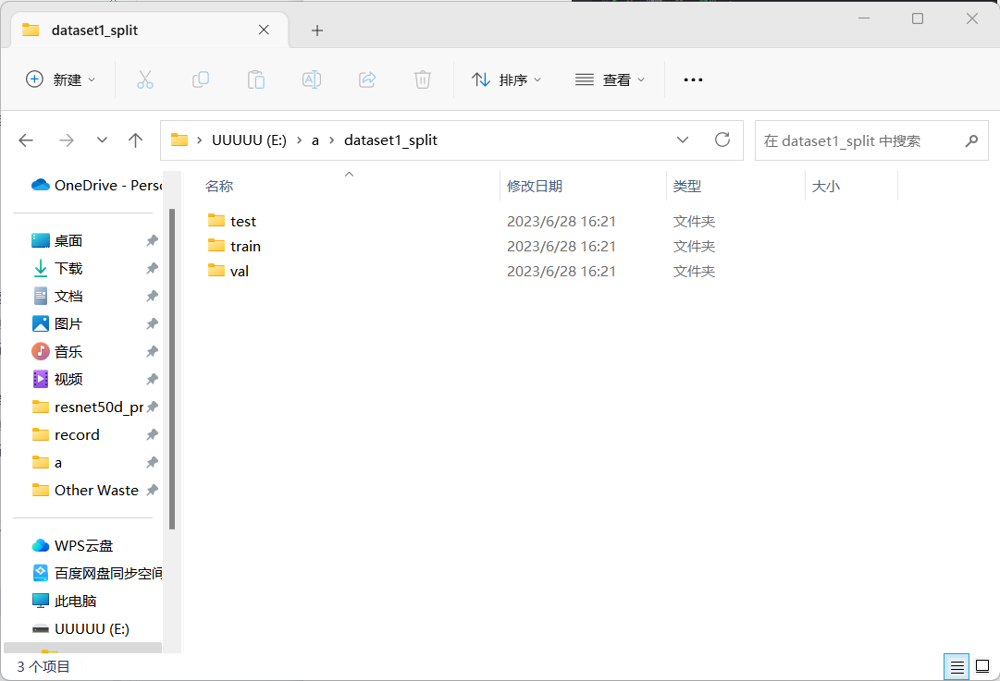 dataset1_split
新建
排序
查看
UUUUU (E:) a dataset1_split
在 dataset1_split 中搜索
OneDrive - Perso
桌面
下载
文档
图片
音乐
视频
resnet50d_pr
record
a
Other Waste
WPS云盘
百度网盘同步空间
此电脑
UUUUU (E:)
名称 修改日期 类型 大小
test 2023/6/28 16:21 文件夹
train 2023/6/28 16:21 文件夹
val 2023/6/28 16:21 文件夹
3 个项目